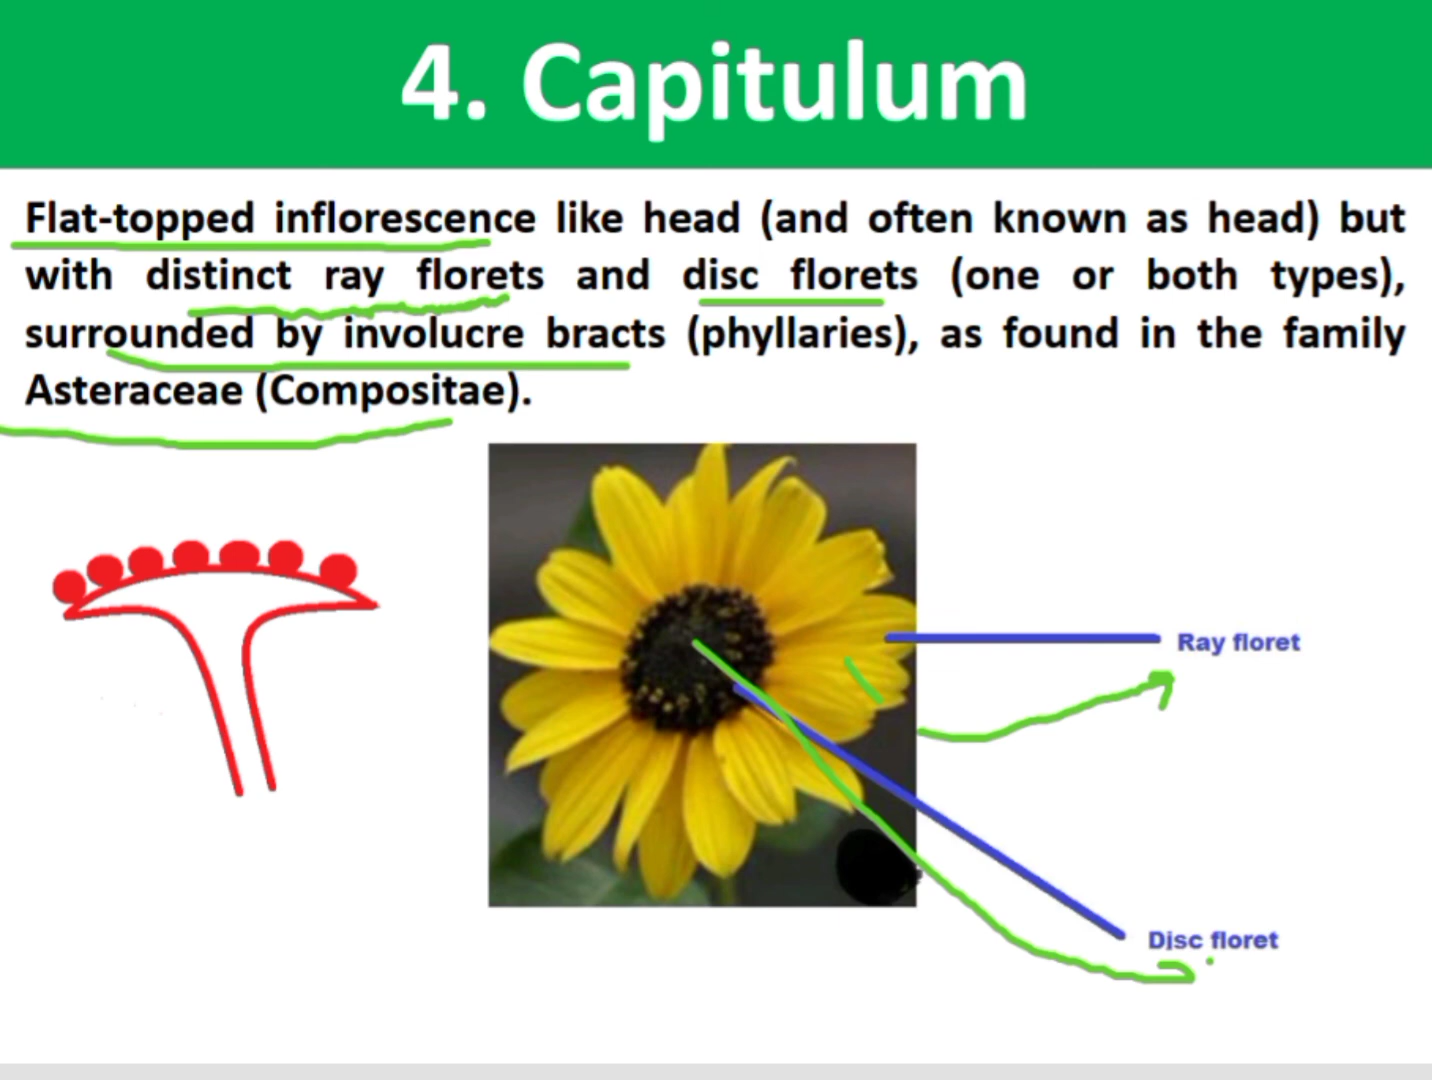 4. Capitulum
Flat-topped inflorescence like head (and often known as head) but
with distinct ray florets and disc florets (one or both types),
surrounded by involucre bracts (phyllaries), as found in the family
Asteraceae (Compositae).
Ray floret
Disc floret